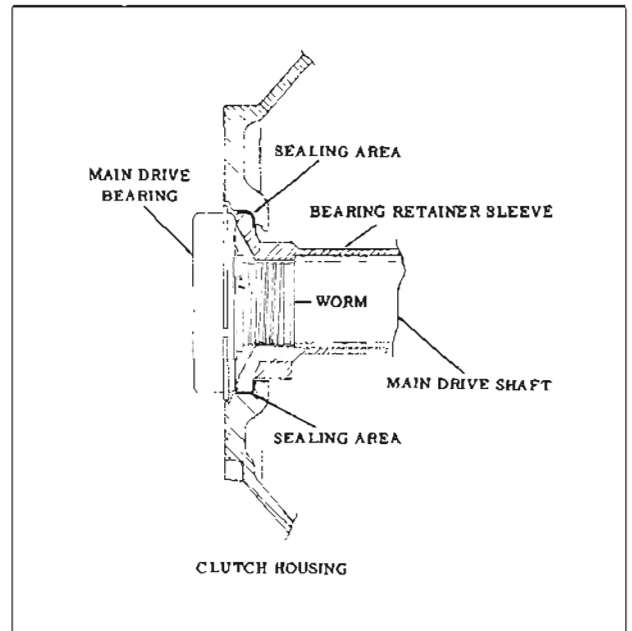 SEALING AREA
MAIN DRIVE
BEARING
BEARING RETAINER SLEEVE
WORM
MAIN DRIVE SHAFT
SEALING AREA
CLUTCH HOUSING